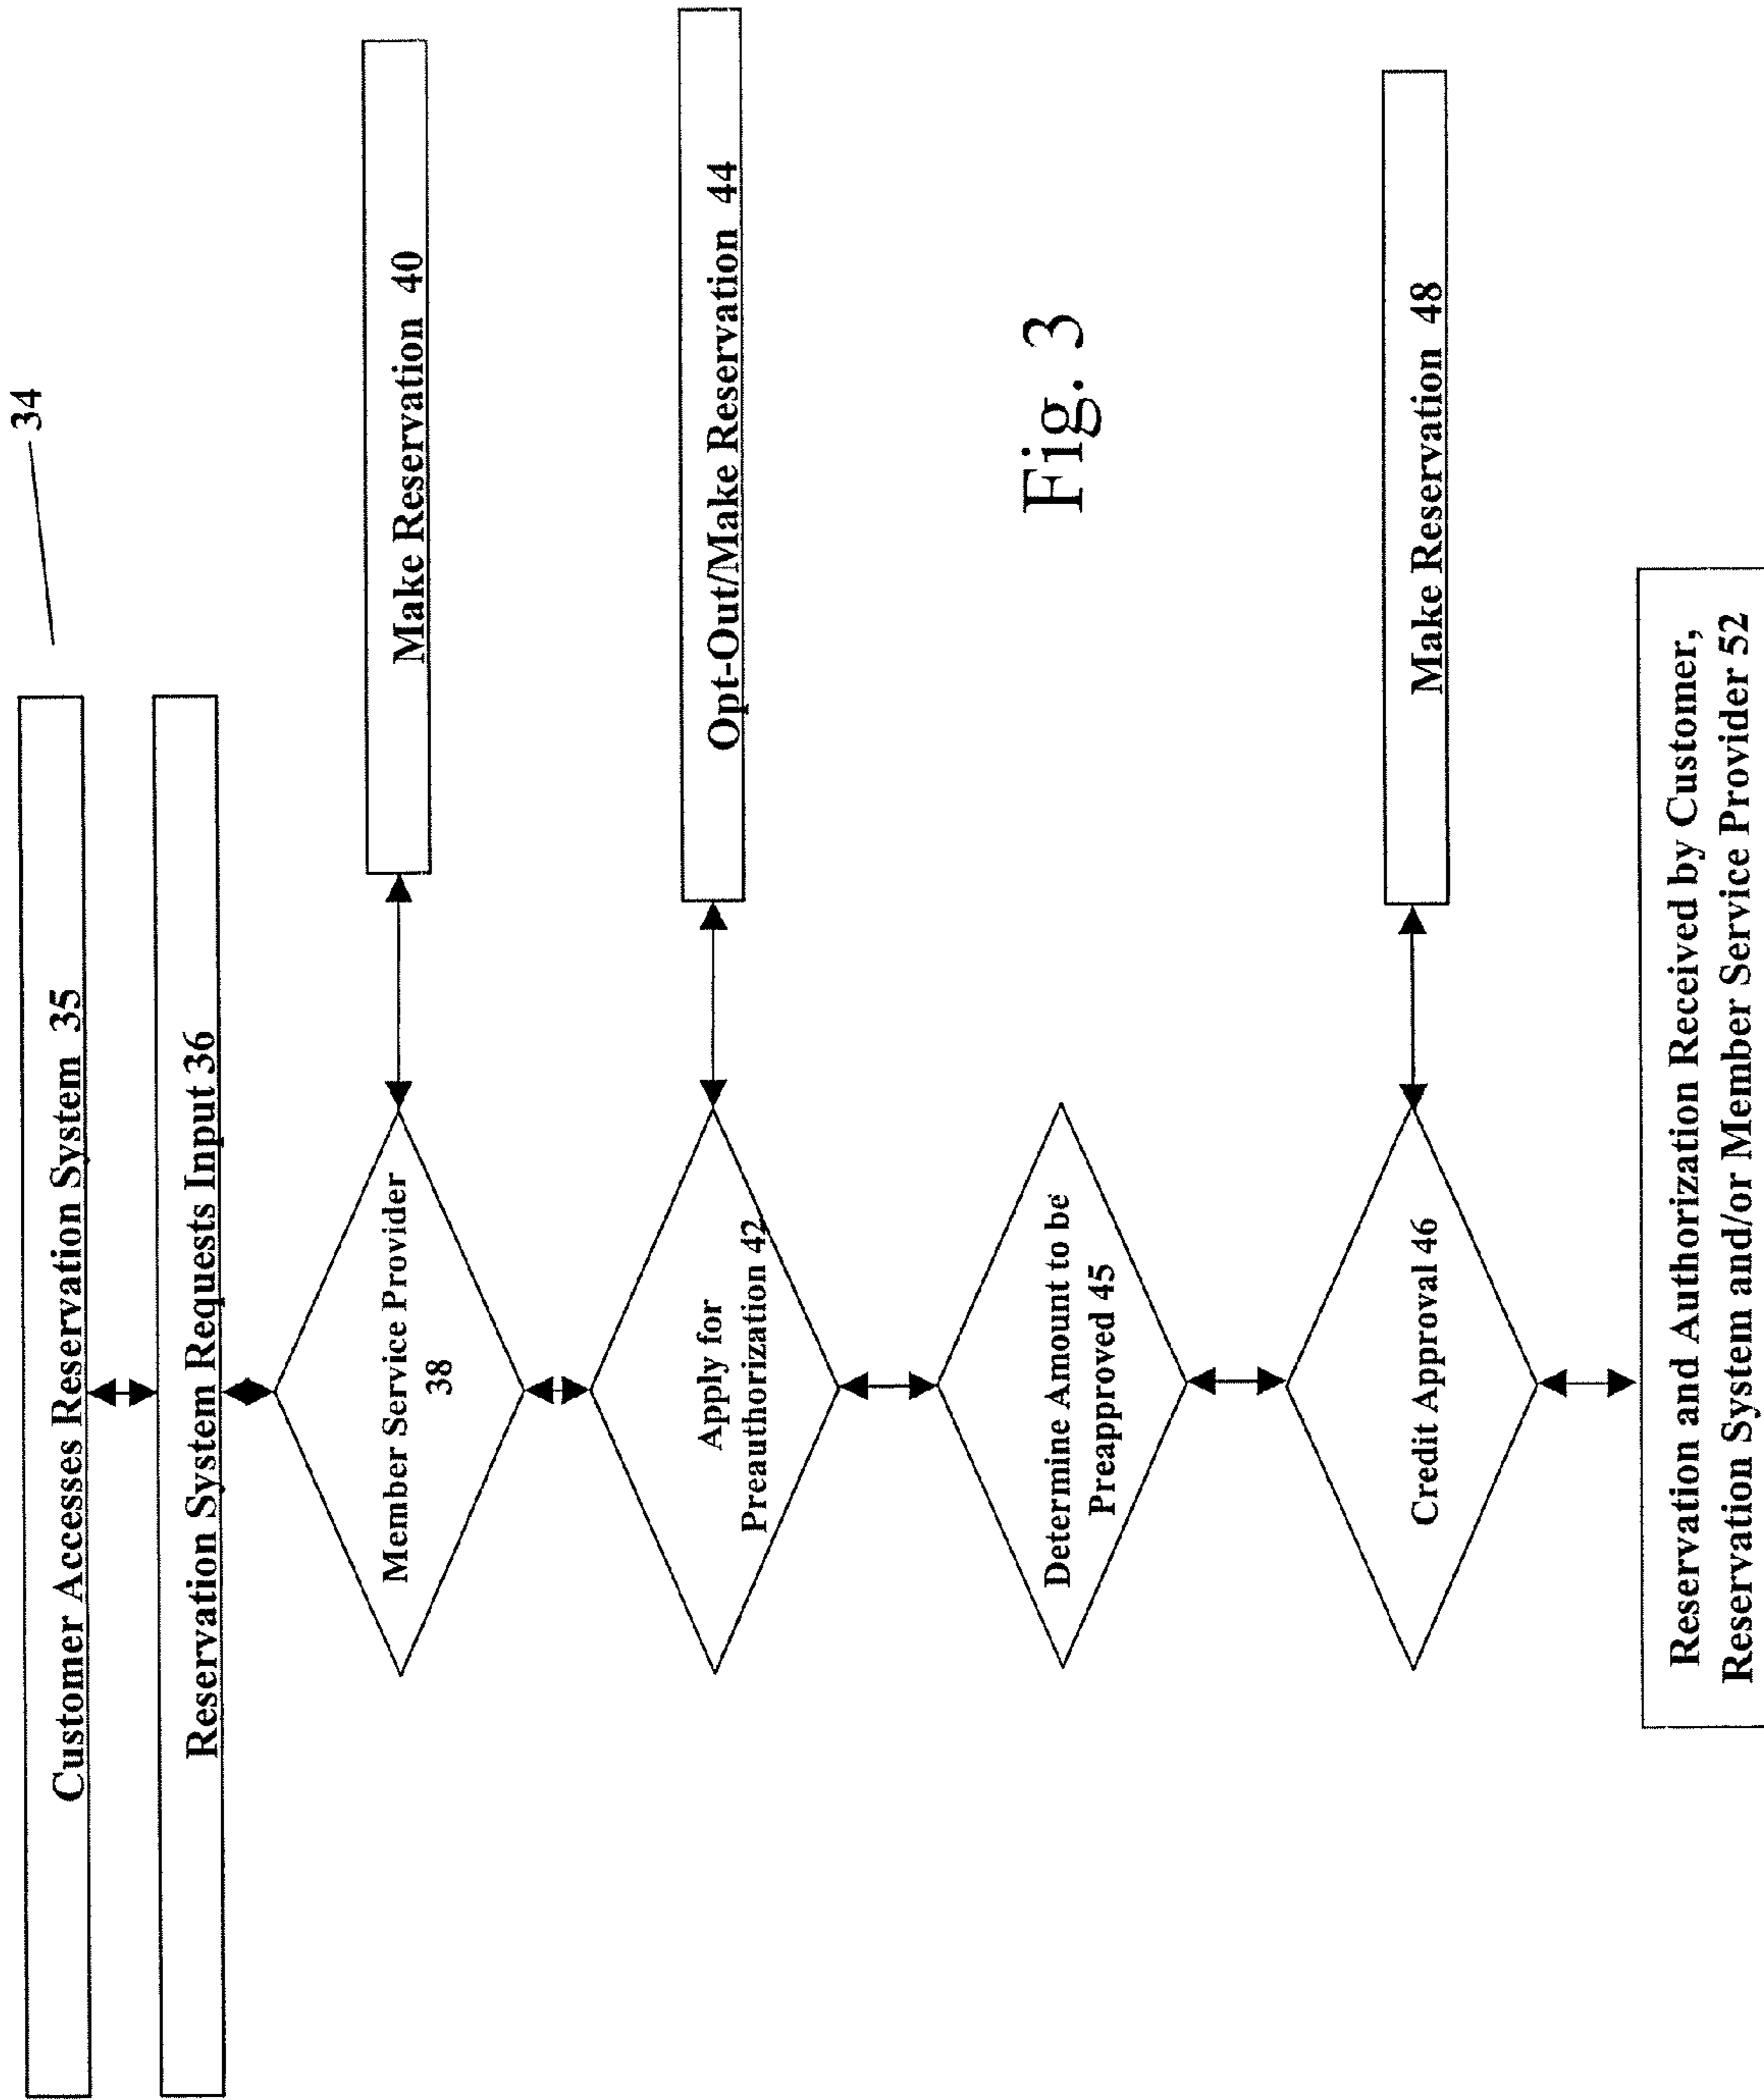 34
Customer Accesses Reservation System 35
Reservation System Requests Input 36
Member Service Provider
38
Make Reservation 40
Apply for
Preauthorization 42
Opt-Out/Make Reservation 44
Determine Amount to be
Preapproved 45
Fig. 3
Credit Approval 46
Make Reservation 48
Reservation and Authorization Received by Customer,
Reservation System and/or Member Service Provider 52